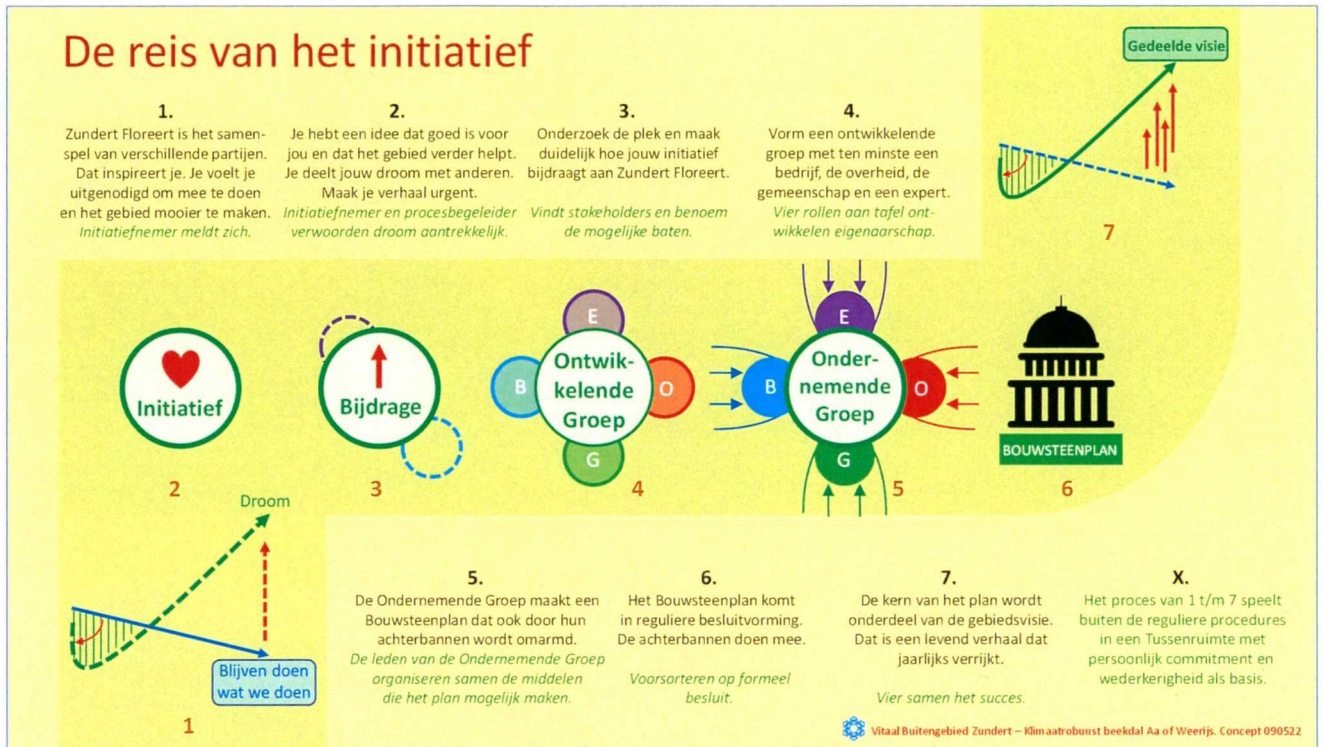 De reis van het initiatief
1.
Zundert Floreert is het samen-
spel van verschillende partijen.
Dat inspireert je. Je voelt je
uitgenodigd om mee te doen
en het gebied mooier te maken.
Initiatiefnemer meldt zich.
2.
Je hebt een idee dat goed is voor
jou en dat het gebied verder helpt.
Je deelt jouw droom met anderen.
Maak je verhaal urgent.
Initiatiefnemer en procesbegeleider
verwoorden droom aantrekkelijk.
3.
Onderzoek de plek en maak
duidelijk hoe jouw initiatief
bijdraagt aan Zundert Floreert.
Vindt stakeholders en benoem
de mogelijke baten.
4.
Vorm een ontwikkelende
groep met ten minste een
bedrijf, de overheid, de
gemeenschap en een expert.
Vier rollen aan tafel ont-
wikkelen eigenaarschap.
Gedeelde visie
7
Initiatief
2
Bijdrage
3
E
B
Ontwik-
kelende
Groep
O
G
4
E
B
Onder-
nemende
Groep
O
G
5
BOUWSTEENPLAN
6
Droom
Blijven doen
wat we doen
1
5.
De Ondernemende Groep maakt een
Bouwsteenplan dat ook door hun
achterbannen wordt omarmd.
De leden van de Ondernemende Groep
organiseren samen de middelen
die het plan mogelijk maken.
6.
Het Bouwsteenplan komt
in reguliere besluitvorming.
De achterbannen doen mee.
Voorsorteren op formeel
besluit.
7.
De kern van het plan wordt
onderdeel van de gebiedsvisie.
Dat is een levend verhaal dat
jaarlijks verrijkt.
Vier samen het succes.
X.
Het proces van 1 t/m 7 speelt
buiten de reguliere procedures
in een Tussenruimte met
persoonlijk commitment en
wederkerigheid als basis.
Vitaal Buitengebied Zundert – Klimaatrobuust beekdal Aa of Weerijs. Concept 090522